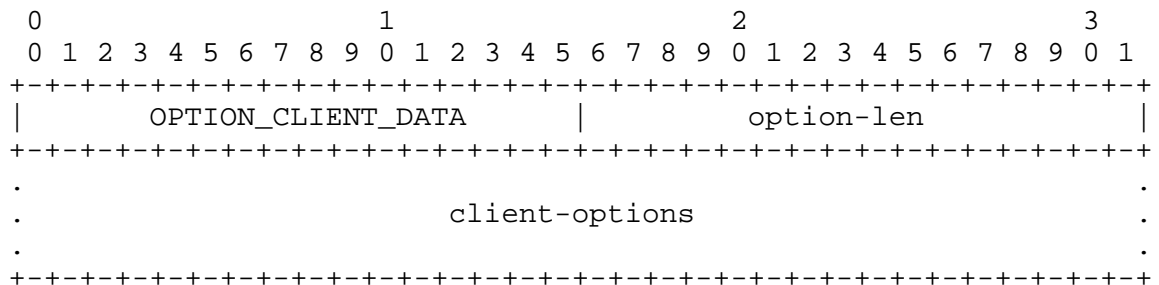 0                   1                   2                   3
 0 1 2 3 4 5 6 7 8 9 0 1 2 3 4 5 6 7 8 9 0 1 2 3 4 5 6 7 8 9 0 1
+-+-+-+-+-+-+-+-+-+-+-+-+-+-+-+-+-+-+-+-+-+-+-+-+-+-+-+-+-+-+-+-+
|       OPTION_CLIENT_DATA      |         option-len            |
+-+-+-+-+-+-+-+-+-+-+-+-+-+-+-+-+-+-+-+-+-+-+-+-+-+-+-+-+-+-+-+-+
.                                                               .
.                        client-options                         .
.                                                               .
+-+-+-+-+-+-+-+-+-+-+-+-+-+-+-+-+-+-+-+-+-+-+-+-+-+-+-+-+-+-+-+-+